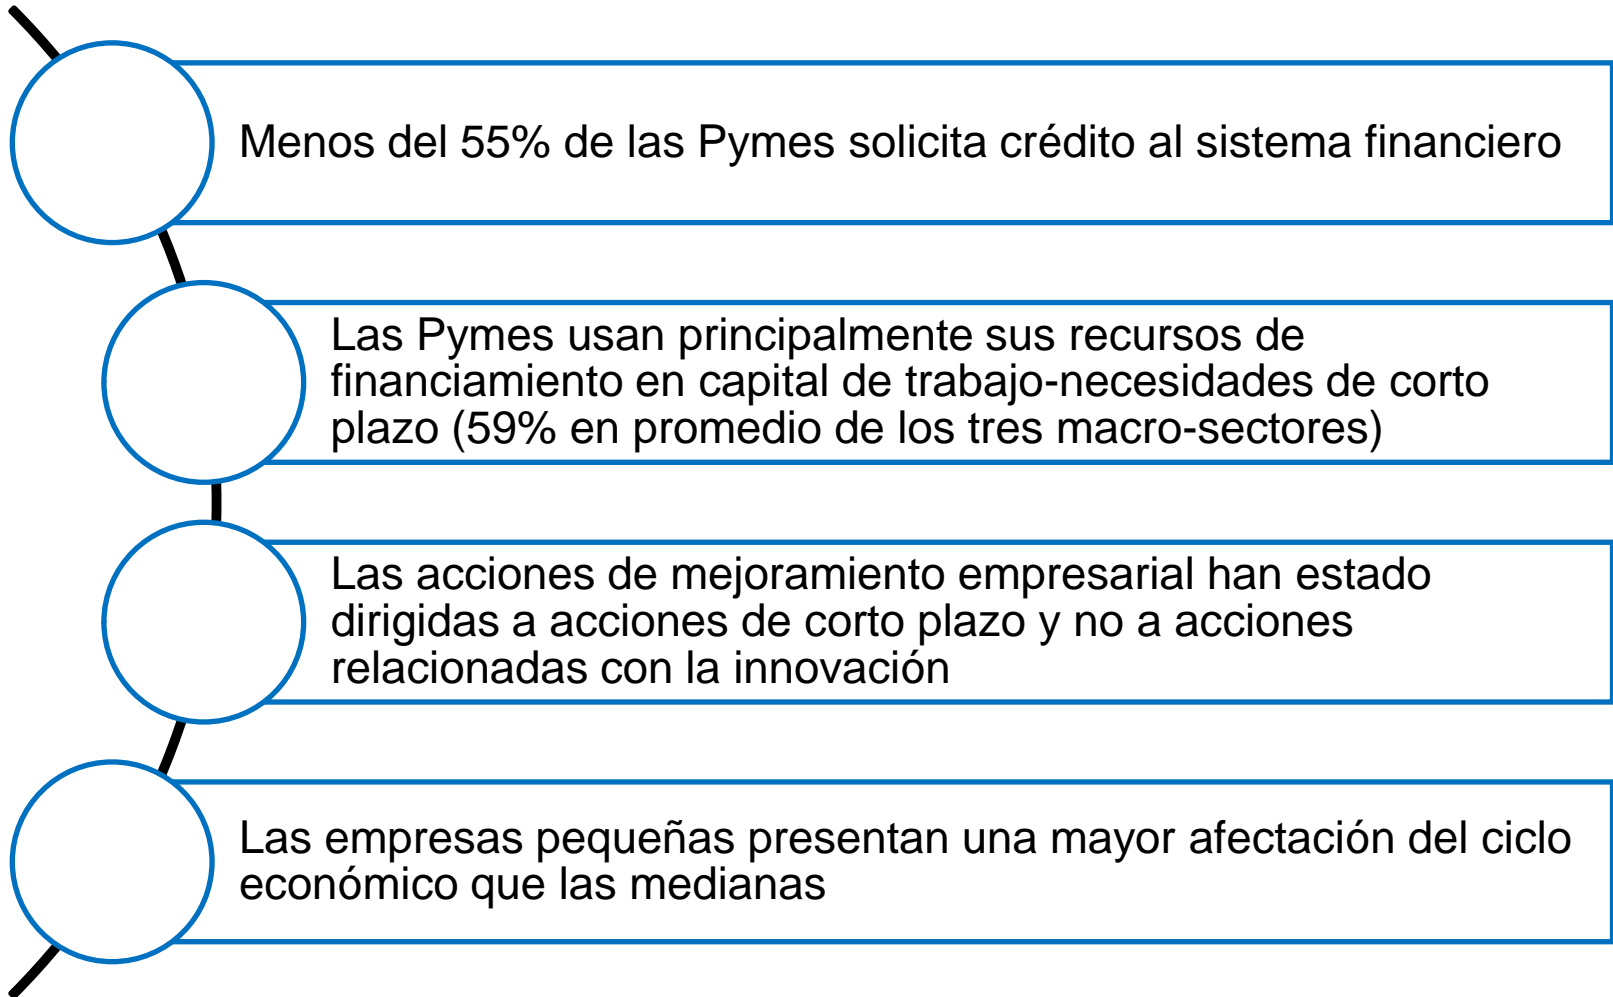 Menos del 55% de las Pymes solicita crédito al sistema financiero
Las Pymes usan principalmente sus recursos de
financiamiento en capital de trabajo-necesidades de corto
plazo (59% en promedio de los tres macro-sectores)
Las acciones de mejoramiento empresarial han estado
dirigidas a acciones de corto plazo y no a acciones
relacionadas con la innovación
Las empresas pequeñas presentan una mayor afectación del ciclo
económico que las medianas